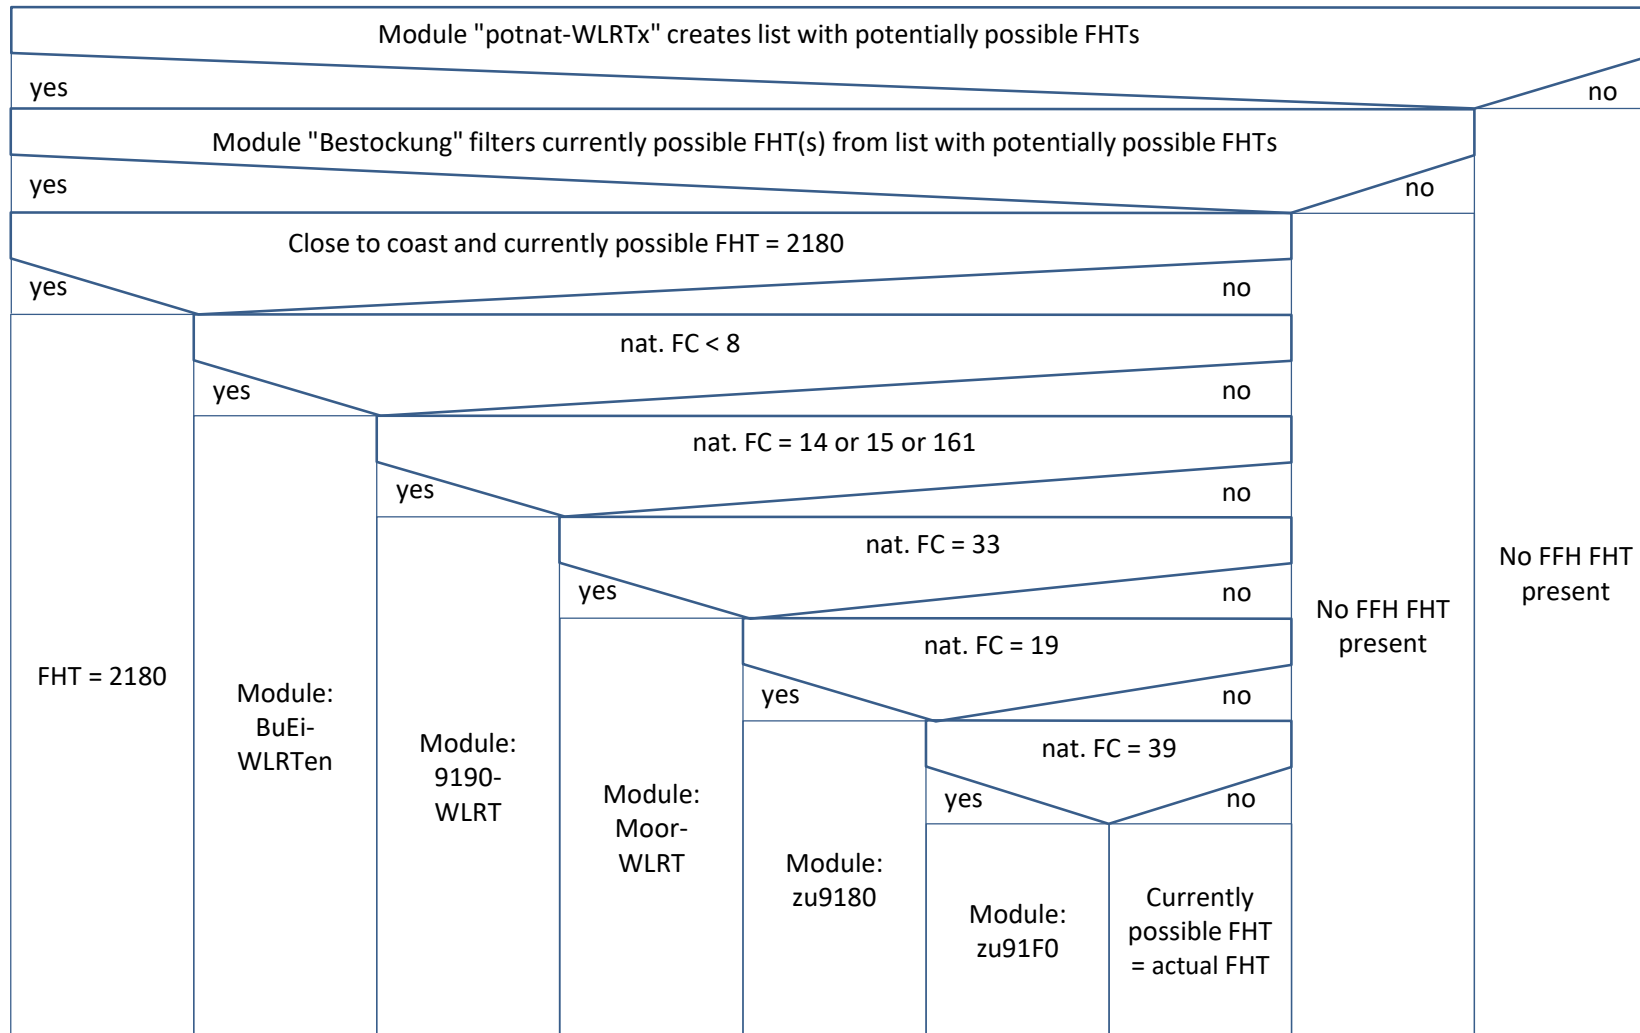 Module "potnat-WLRTx" creates list with potentially possible FHTs
yes
no
Module "Bestockung" filters currently possible FHT(s) from list with potentially possible FHTs
yes
no
Close to coast and currently possible FHT = 2180
yes
no
nat. FC < 8
yes
no
nat. FC = 14 or 15 or 161
yes
no
nat. FC = 33
yes
no
nat. FC = 19
yes
no
nat. FC = 39
yes
no
FHT = 2180
Module:
BuEi-
WLRTen
Module:
9190-
WLRT
Module:
Moor-
WLRT
Module:
zu9180
Module:
zu91F0
Currently
possible FHT
= actual FHT
No FFH FHT
present
No FFH FHT
present